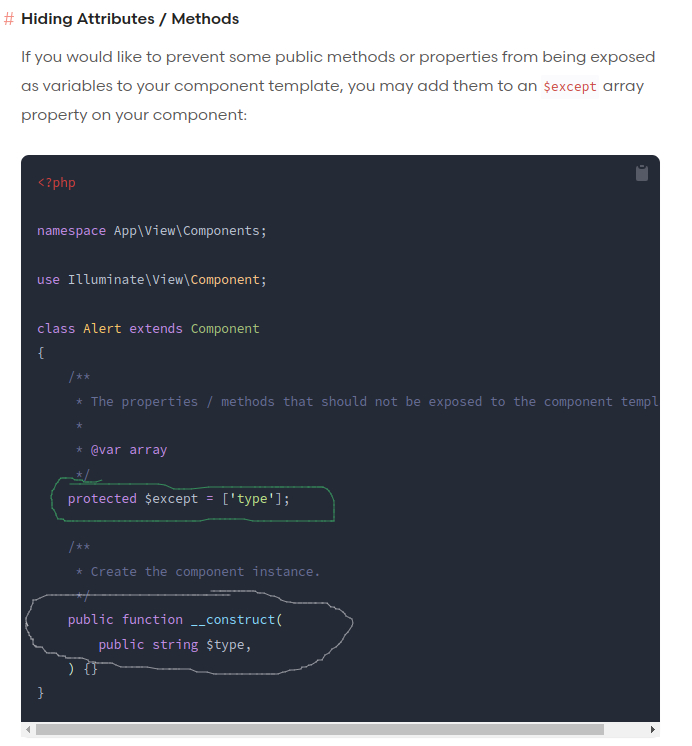 # Hiding Attributes / Methods
If you would like to prevent some public methods or properties from being exposed
as variables to your component template, you may add them to an $except array
property on your component:
<?php
namespace App\View\Components;
use Illuminate\View\Component;
class Alert extends Component
{
/**
* The properties / methods that should not be exposed to the component templ
*
* @var array
*/
protected $except = ['type'];
/**
* Create the component instance.
*/
public function __construct(
public string $type,
) {}
}